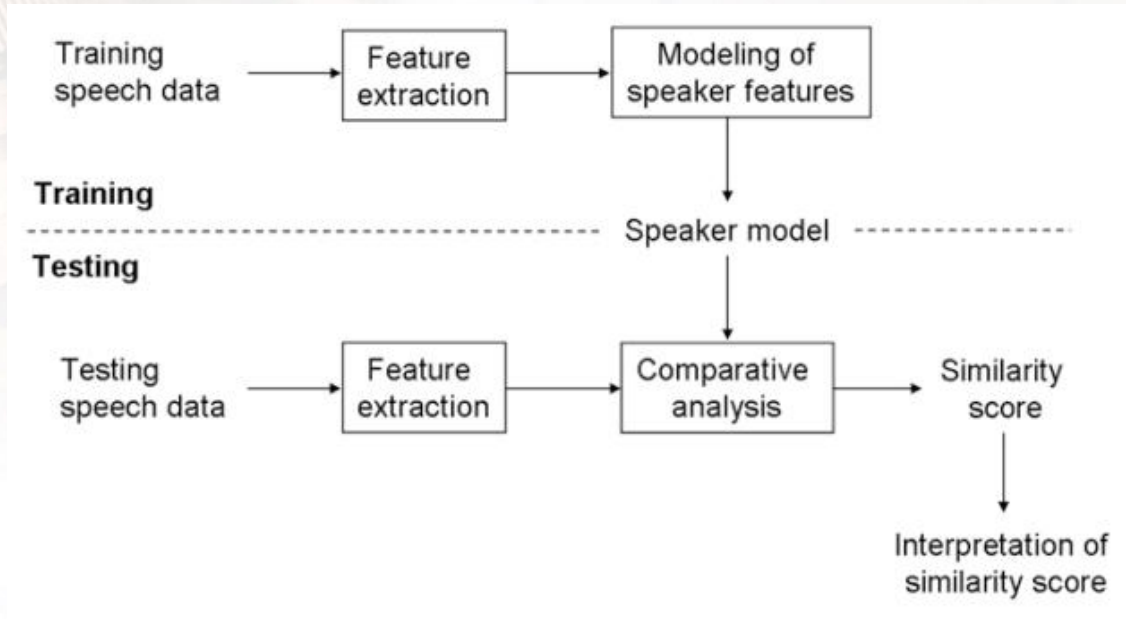 Training
speech data
Feature
extraction
Modeling of
speaker features
Training
Speaker model
Testing
Testing
speech data
Feature
extraction
Comparative
analysis
Similarity
score
Interpretation of
similarity score